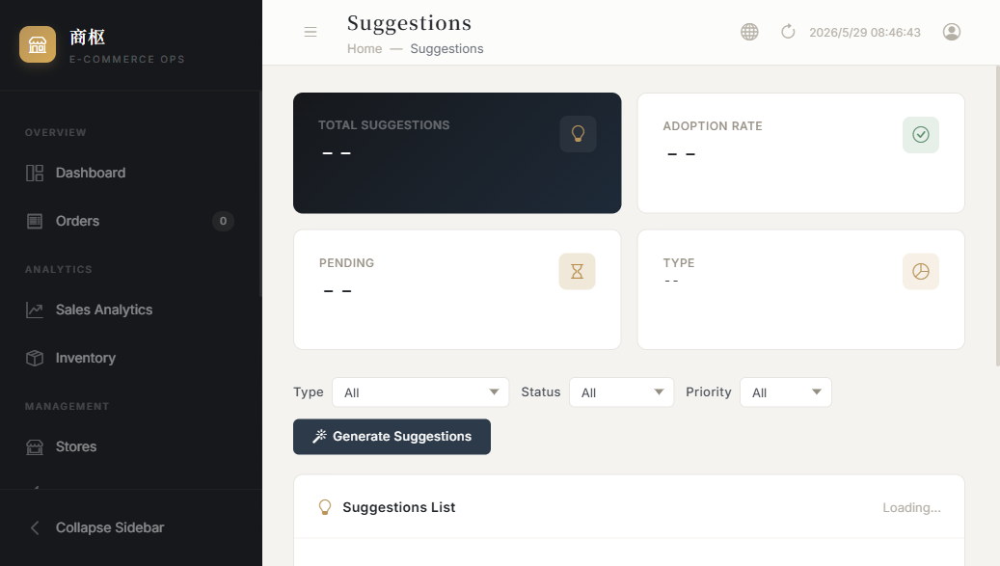 商枢
E-COMMERCE OPS
OVERVIEW
Dashboard
Orders 0
ANALYTICS
Sales Analytics
Inventory
MANAGEMENT
Stores
Collapse Sidebar
Suggestions
Home — Suggestions
2026/5/29 08:46:43
TOTAL SUGGESTIONS
--
ADOPTION RATE
--
PENDING
--
TYPE
--
Type All Status All Priority All
Generate Suggestions
Suggestions List
Loading...